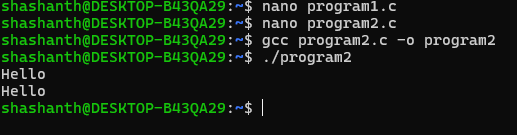 shashanth@DESKTOP-B43QA29:~$ nano program1.c
shashanth@DESKTOP-B43QA29:~$ nano program2.c
shashanth@DESKTOP-B43QA29:~$ gcc program2.c -o program2
shashanth@DESKTOP-B43QA29:~$ ./program2
Hello
Hello
shashanth@DESKTOP-B43QA29:~$